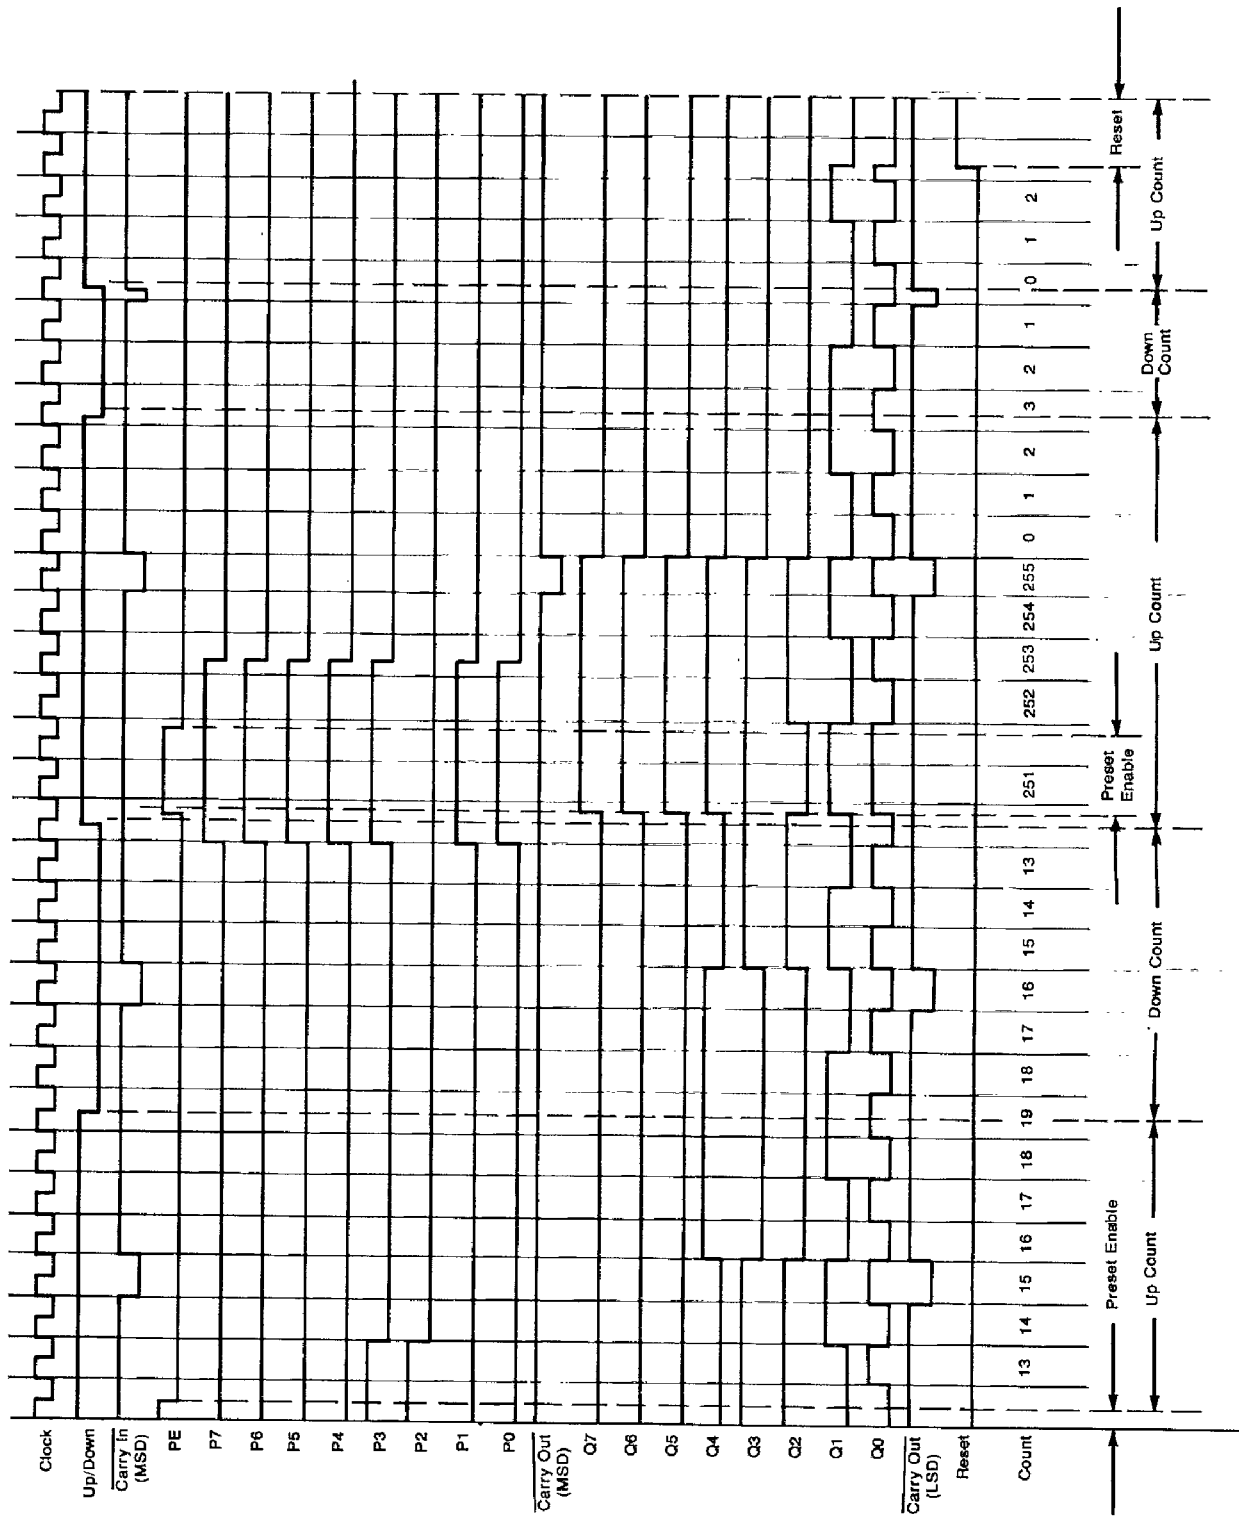 Clock
Up/Down
Carry In
(MSD)
PE
P7
P6
P5
P4
P3
P2
P1
P0
Carry Out
(MSD)
Q7
Q6
Q5
Q4
Q3
Q2
Q1
Q0
Carry Out
(LSD)
Reset
Count
13
14
15
16
17
18
19
18
17
16
15
14
13
251
252
253
254
255
0
1
2
3
2
1
0
1
2
Preset Enable
Preset
Enable
Reset
Up Count
Down Count
Up Count
Down
Count
Up Count